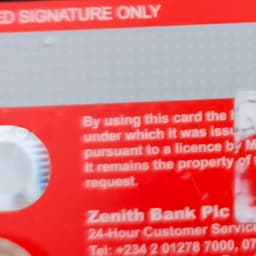 ED SIGNATURE ONLY
By using this card the
under which it was issu
pursuant to a licence by M
It remains the property of
request.
Zenith Bank Plc
24-Hour Customer Service
Tel: +234 2 01278 7000, 07